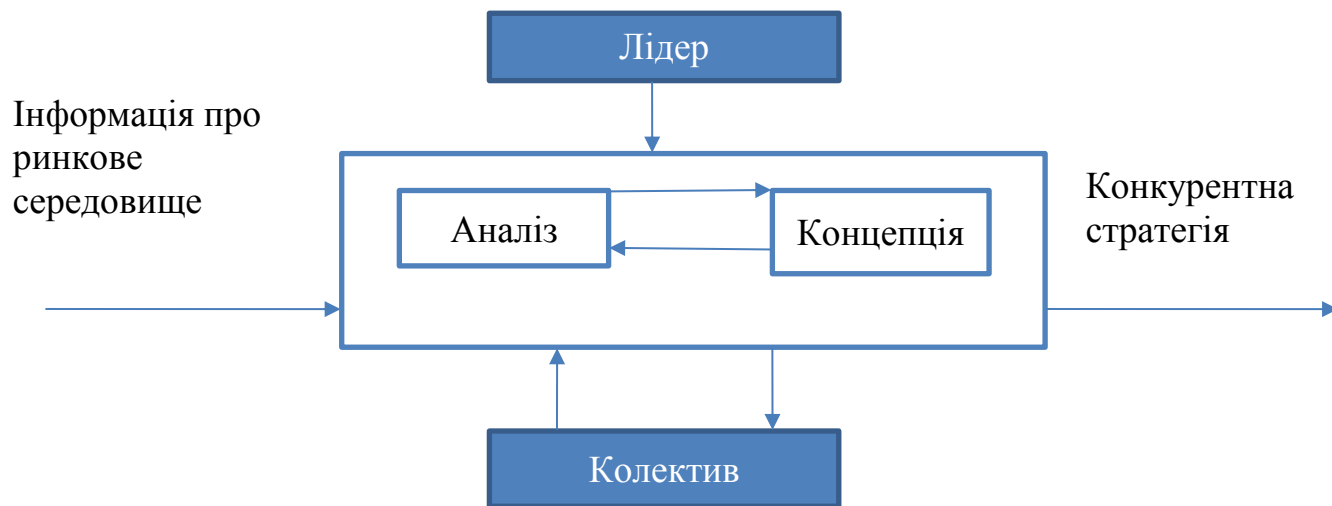 Лідер
Інформація про
ринкове
середовище
Аналіз
Концепція
Конкурентна
стратегія
Колектив